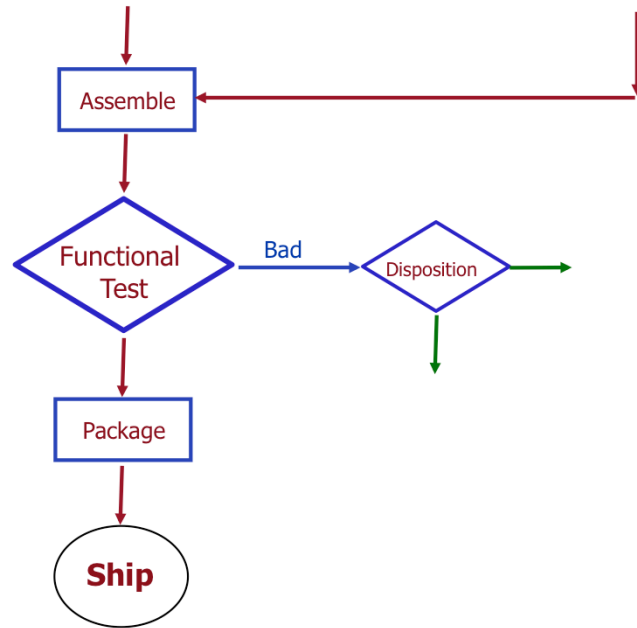 Assemble
Functional
Test
Bad
Disposition
Package
Ship